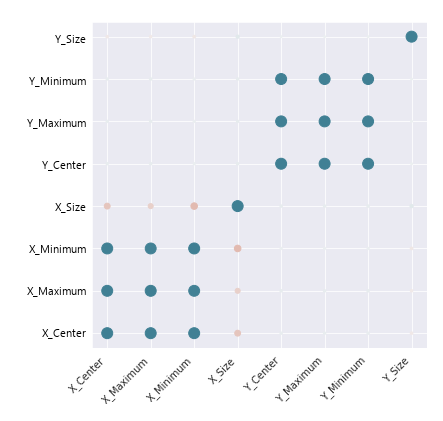 Y_Size
Y_Minimum
Y_Maximum
Y_Center
X_Size
X_Minimum
X_Maximum
X_Center
X_Center
X_Maximum
X_Minimum
X_Size
Y_Center
Y_Maximum
Y_Minimum
Y_Size